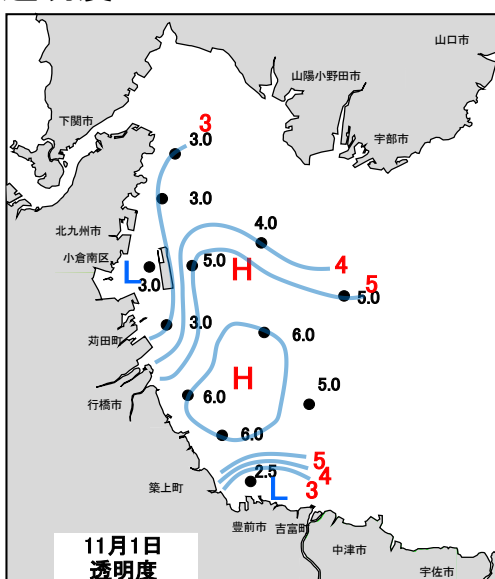 山口市
山陽小野田市
下関市
宇部市
3
3.0
3.0
北九州市
小倉南区
4.0
L
3.0
5.0
H
4
5
5.0
3.0
苅田町
6.0
H
行橋市
6.0
5.0
6.0
5
4
3
2.5
L
築上町
豊前市
吉富町
中津市
宇佐市
11月1日
透明度